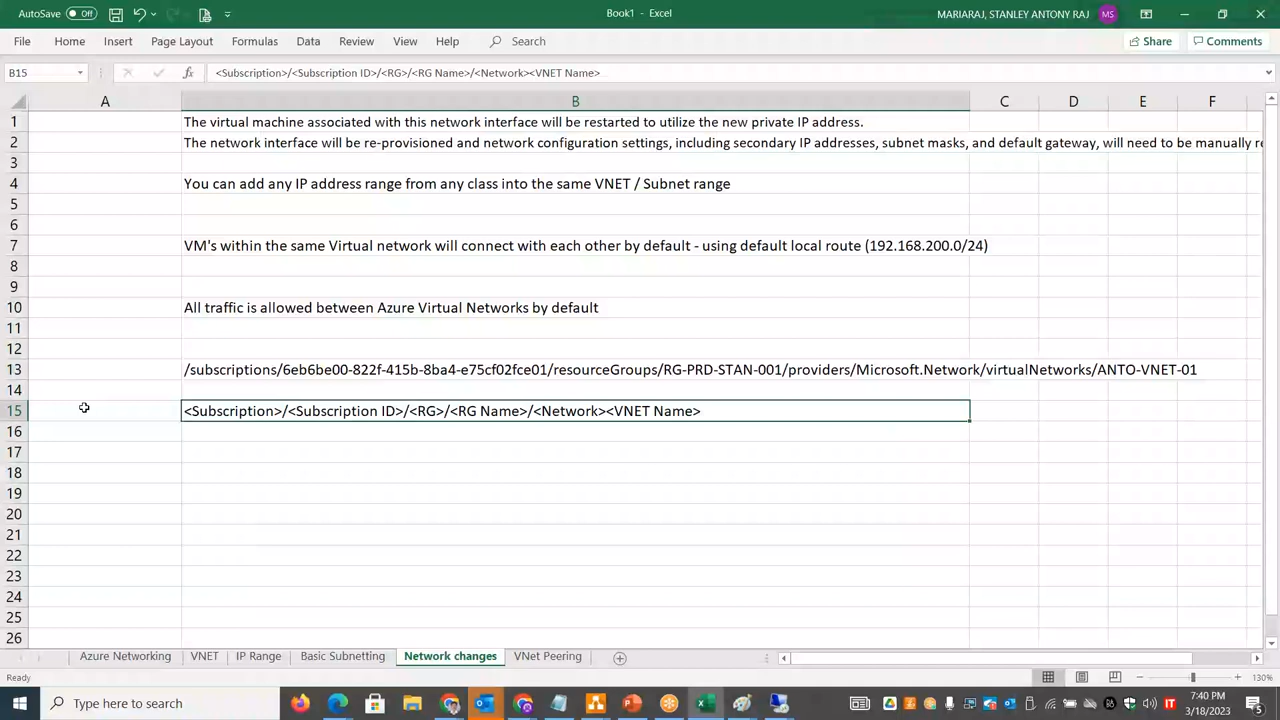 AutoSave Off
Book1 - Excel
MARIARAJ, STANLEY ANTONY RAJ MS
File Home Insert Page Layout Formulas Data Review View Help Search Share Comments
B15 fx <Subscription>/<Subscription ID>/<RG>/<RG Name>/<Network><VNET Name>
A B C D E F
1 The virtual machine associated with this network interface will be restarted to utilize the new private IP address.
2 The network interface will be re-provisioned and network configuration settings, including secondary IP addresses, subnet masks, and default gateway, will need to be manually re
3
4 You can add any IP address range from any class into the same VNET / Subnet range
5
6
7 VM's within the same Virtual network will connect with each other by default - using default local route (192.168.200.0/24)
8
9
10 All traffic is allowed between Azure Virtual Networks by default
11
12
13 /subscriptions/6eb6be00-822f-415b-8ba4-e75cf02fce01/resourceGroups/RG-PRD-STAN-001/providers/Microsoft.Network/virtualNetworks/ANTO-VNET-01
14
15 <Subscription>/<Subscription ID>/<RG>/<RG Name>/<Network><VNET Name>
16
17
18
19
20
21
22
23
24
25
26
Azure Networking VNET IP Range Basic Subnetting Network changes VNet Peering
Ready 130%
Type here to search IT 7:40 PM
3/18/2023 5